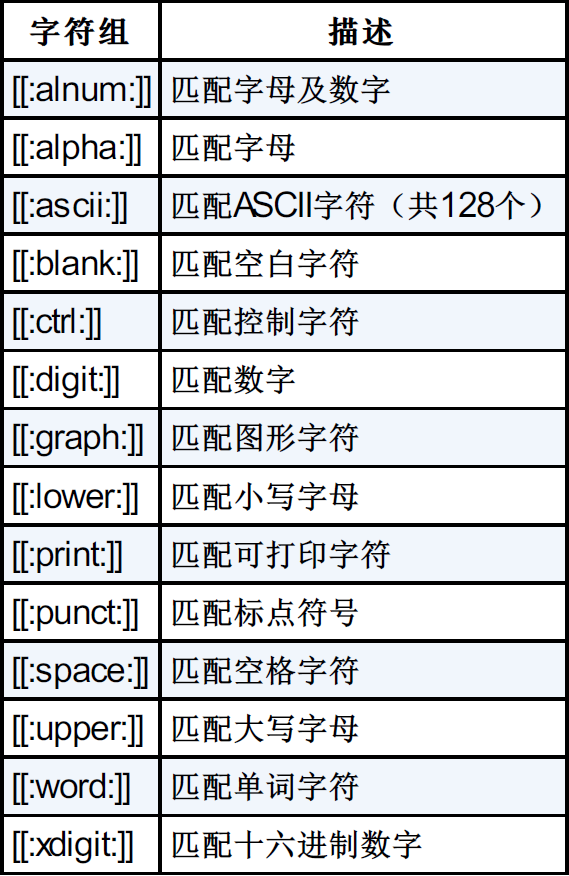 字符组 描述
[[:alnum:]] 匹配字母及数字
[[:alpha:]] 匹配字母
[[:ascii:]] 匹配ASCII字符（共128个）
[[:blank:]] 匹配空白字符
[[:ctrl:]] 匹配控制字符
[[:digit:]] 匹配数字
[[:graph:]] 匹配图形字符
[[:lower:]] 匹配小写字母
[[:print:]] 匹配可打印字符
[[:punct:]] 匹配标点符号
[[:space:]] 匹配空格字符
[[:upper:]] 匹配大写字母
[[:word:]] 匹配单词字符
[[:xdigit:]] 匹配十六进制数字